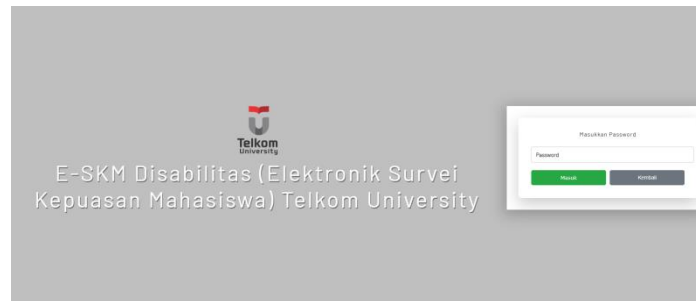 Telkom
University
E-SKM Disabilitas (Elektronik Survei
Kepuasan Mahasiswa) Telkom University
Masukkan Password
Password
Masuk
Kembali